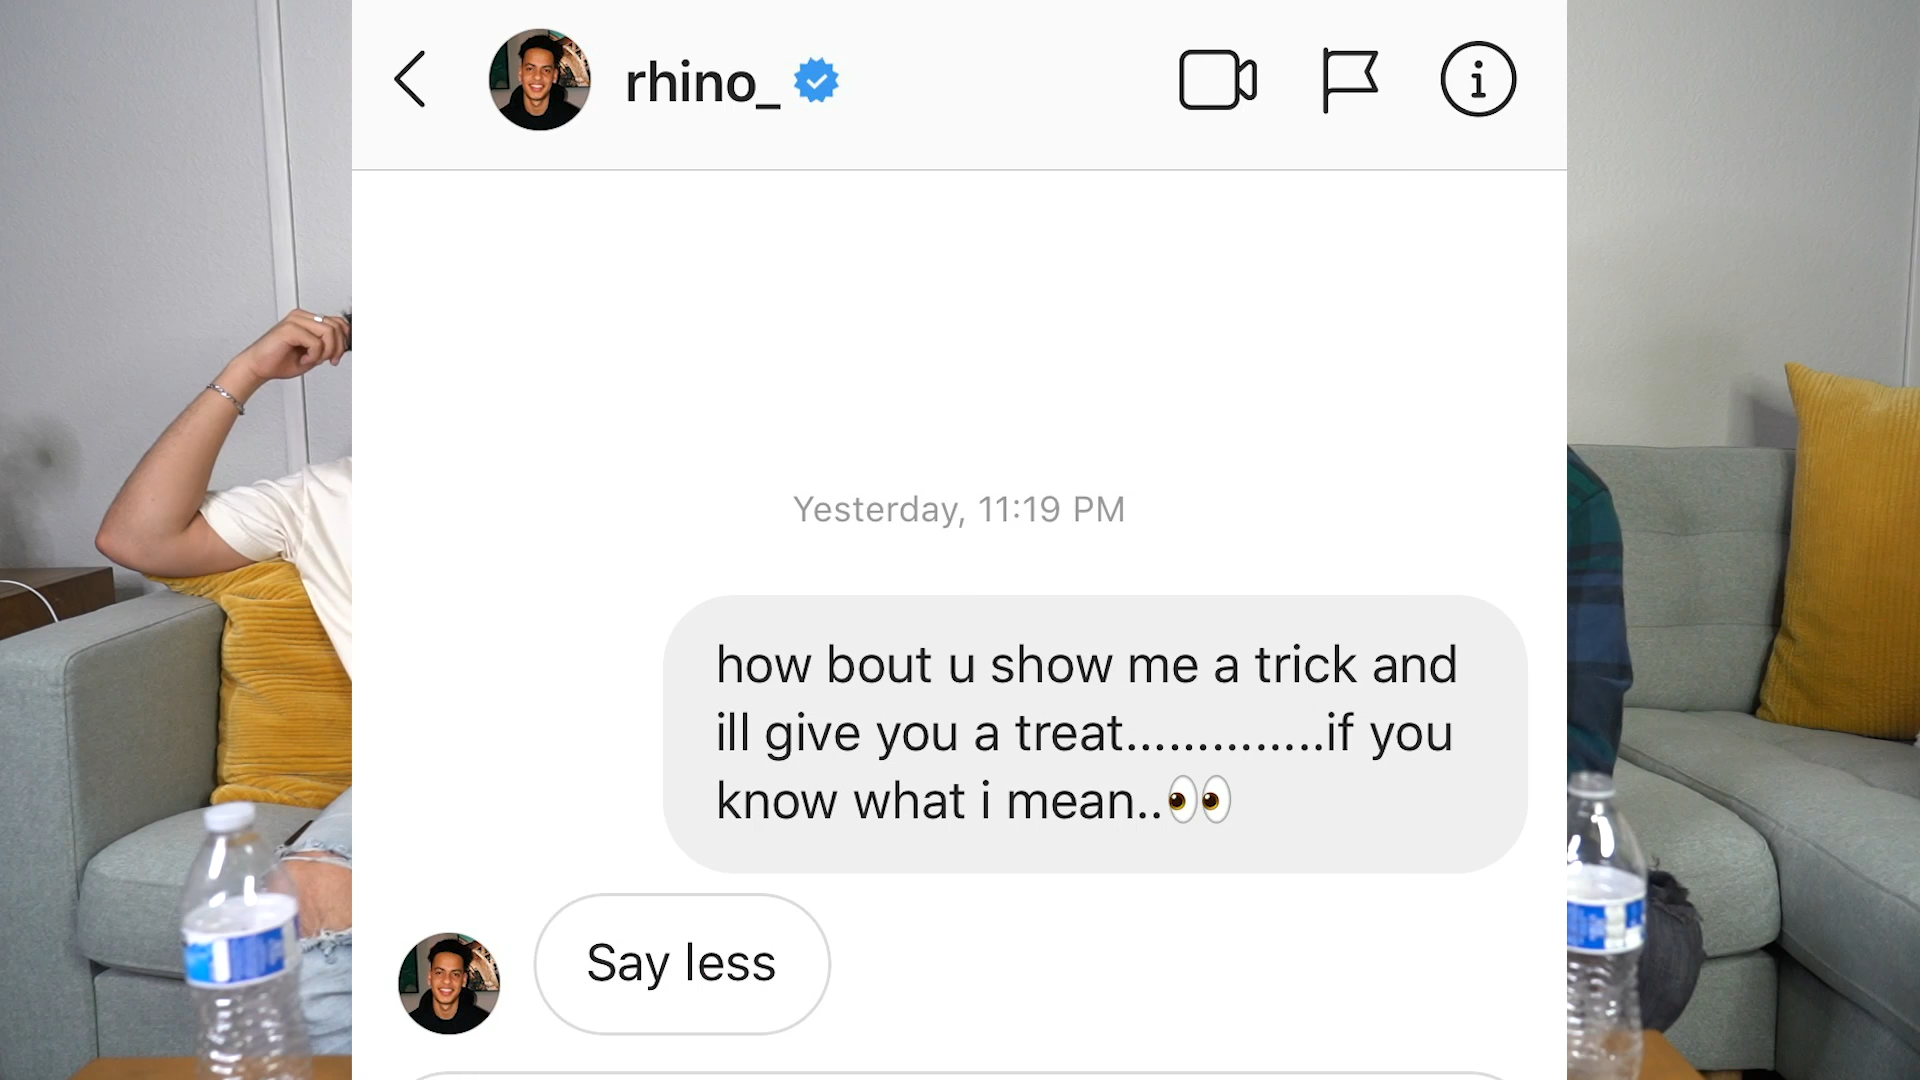 rhino_
Yesterday, 11:19 PM
how bout u show me a trick and
ill give you a treat..............if you
know what i mean..👀
Say less